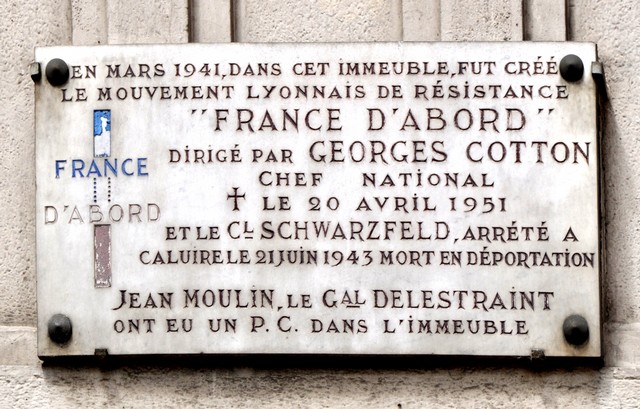 EN MARS 1941, DANS CET IMMEUBLE, FUT CRÉÉ
LE MOUVEMENT LYONNAIS DE RÉSISTANCE
"FRANCE D'ABORD"
DIRIGÉ PAR GEORGES COTTON
CHEF NATIONAL
✝ LE 20 AVRIL 1951
ET LE CL SCHWARZFELD, ARRÉTÉ A
CALUIRE LE 21 JUIN 1943 MORT EN DÉPORTATION
JEAN MOULIN, LE GAL DELESTRAINT
ONT EU UN P.C. DANS L'IMMEUBLE
FRANCE
D'ABORD